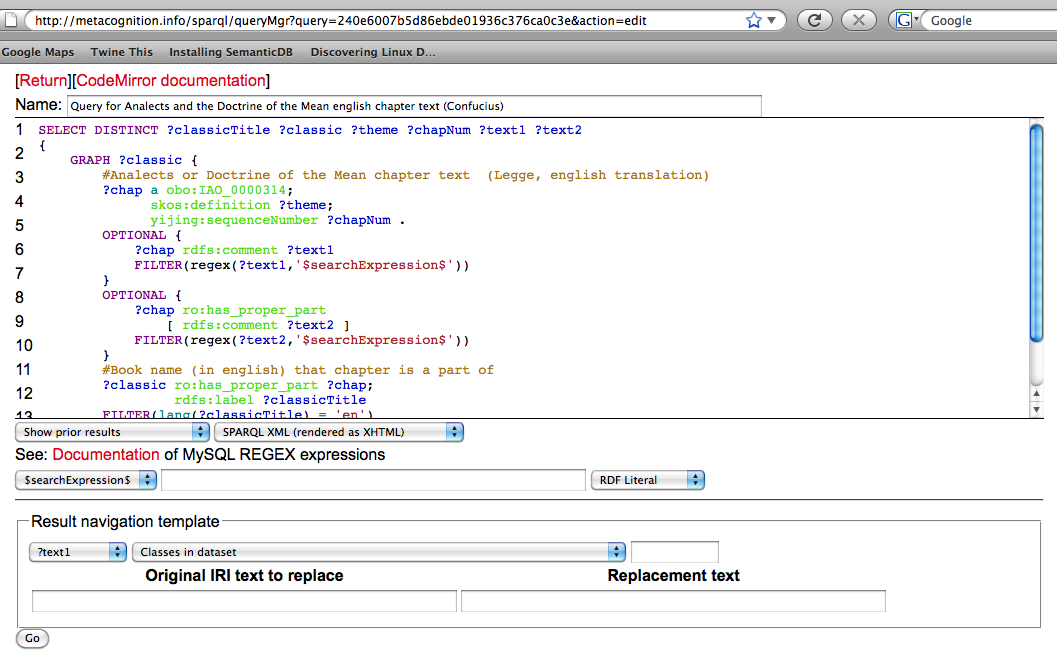 http://metacognition.info/sparql/queryMgr?query=240e6007b5d86ebde01936c376ca0c3e&action=edit
G Google
Google Maps Twine This Installing SemanticDB Discovering Linux D...
[Return][CodeMirror documentation]
Name: Query for Analects and the Doctrine of the Mean english chapter text (Confucius)
1 SELECT DISTINCT ?classicTitle ?classic ?theme ?chapNum ?text1 ?text2
2 {
GRAPH ?classic {
3 #Analects or Doctrine of the Mean chapter text (Legge, english translation)
4 ?chap a obo:IAO_0000314;
skos:definition ?theme;
5 yijing:sequenceNumber ?chapNum .
OPTIONAL {
6 ?chap rdfs:comment ?text1
7 FILTER(regex(?text1,'$searchExpression$'))
}
8 OPTIONAL {
9 ?chap ro:has_proper_part
[ rdfs:comment ?text2 ]
10 FILTER(regex(?text2,'$searchExpression$'))
}
11 #Book name (in english) that chapter is a part of
12 ?classic ro:has_proper_part ?chap;
rdfs:label ?classicTitle
13 FILTER(lang(?classicTitle) = 'en')
Show prior results SPARQL XML (rendered as XHTML)
See: Documentation of MySQL REGEX expressions
$searchExpression$ RDF Literal
Result navigation template
?text1 Classes in dataset
Original IRI text to replace Replacement text
Go